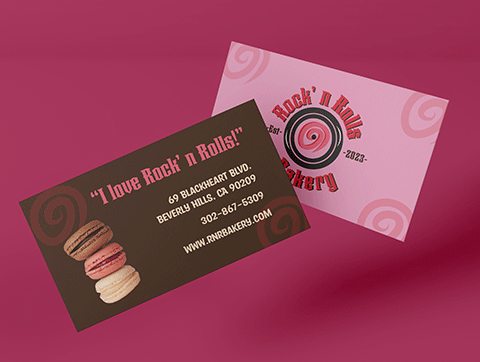 “I love Rock' n Rolls!”
69 BLACKHEART BLVD.
BEVERLY HILLS, CA 90209
302-867-5309
WWW.RNRBAKERY.COM
Rock' n Rolls
-Est- -2023-
Bakery